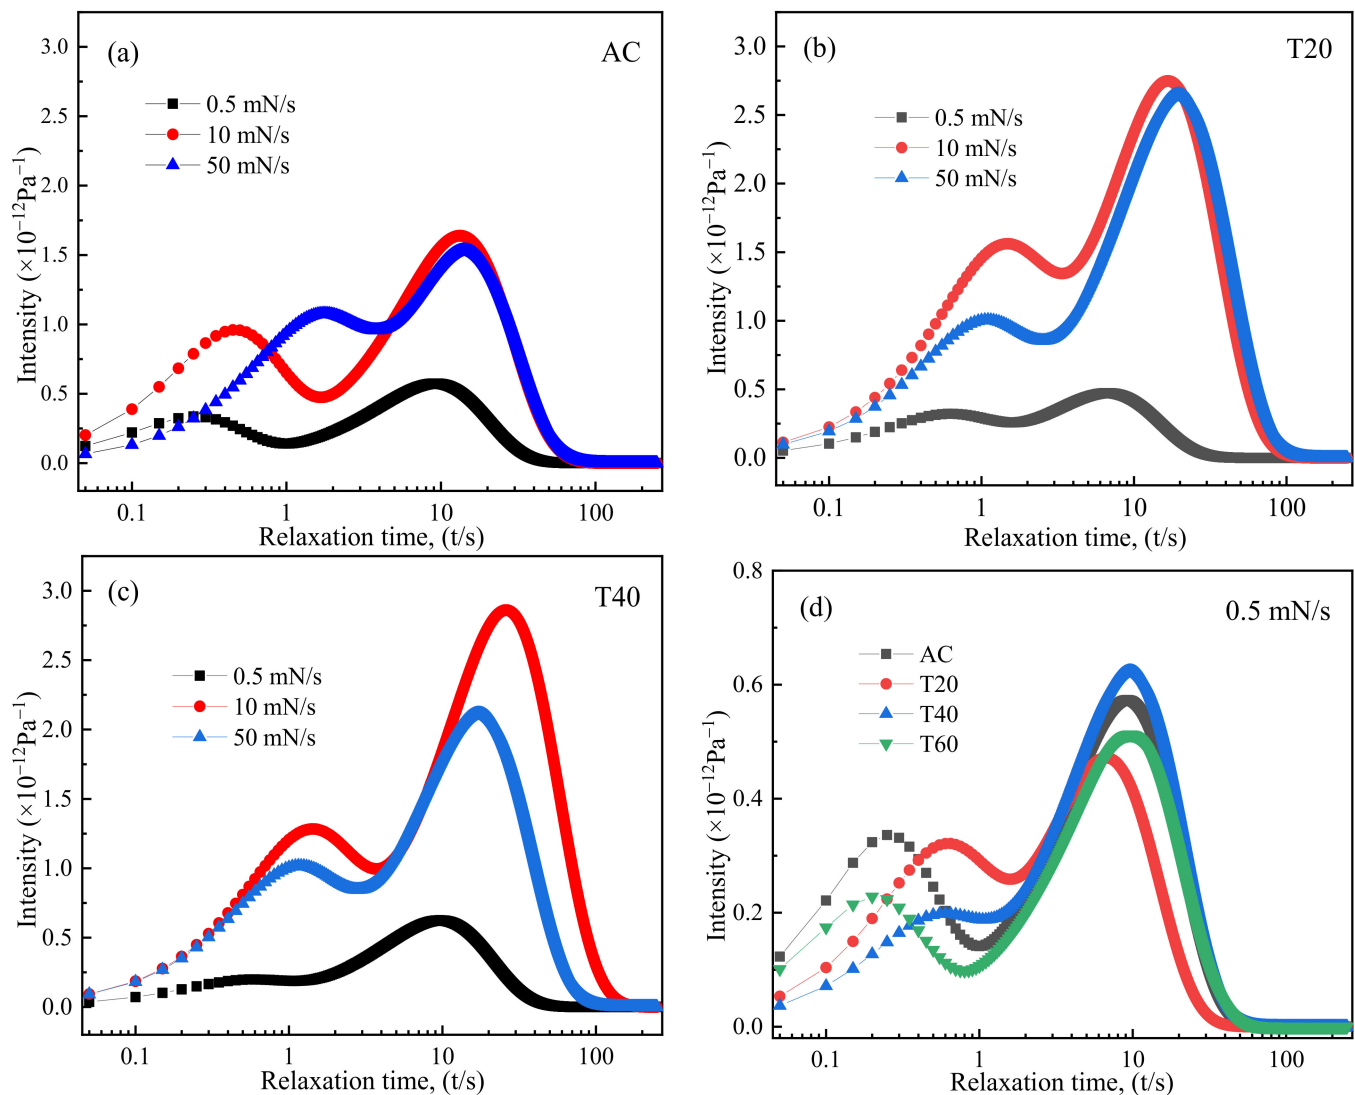 (a)
AC
0.5 mN/s
10 mN/s
50 mN/s
3.0
2.5
2.0
1.5
1.0
0.5
0.0
Intensity (×10⁻¹²Pa⁻¹)
0.1 1 10 100
Relaxation time, (t/s)
(b)
T20
0.5 mN/s
10 mN/s
50 mN/s
3.0
2.5
2.0
1.5
1.0
0.5
0.0
Intensity (×10⁻¹²Pa⁻¹)
0.1 1 10 100
Relaxation time, (t/s)
(c)
T40
0.5 mN/s
10 mN/s
50 mN/s
3.0
2.5
2.0
1.5
1.0
0.5
0.0
Intensity (×10⁻¹²Pa⁻¹)
0.1 1 10 100
Relaxation time, (t/s)
(d)
0.5 mN/s
AC
T20
T40
T60
0.8
0.6
0.4
0.2
0.0
Intensity (×10⁻¹²Pa⁻¹)
0.1 1 10 100
Relaxation time, (t/s)